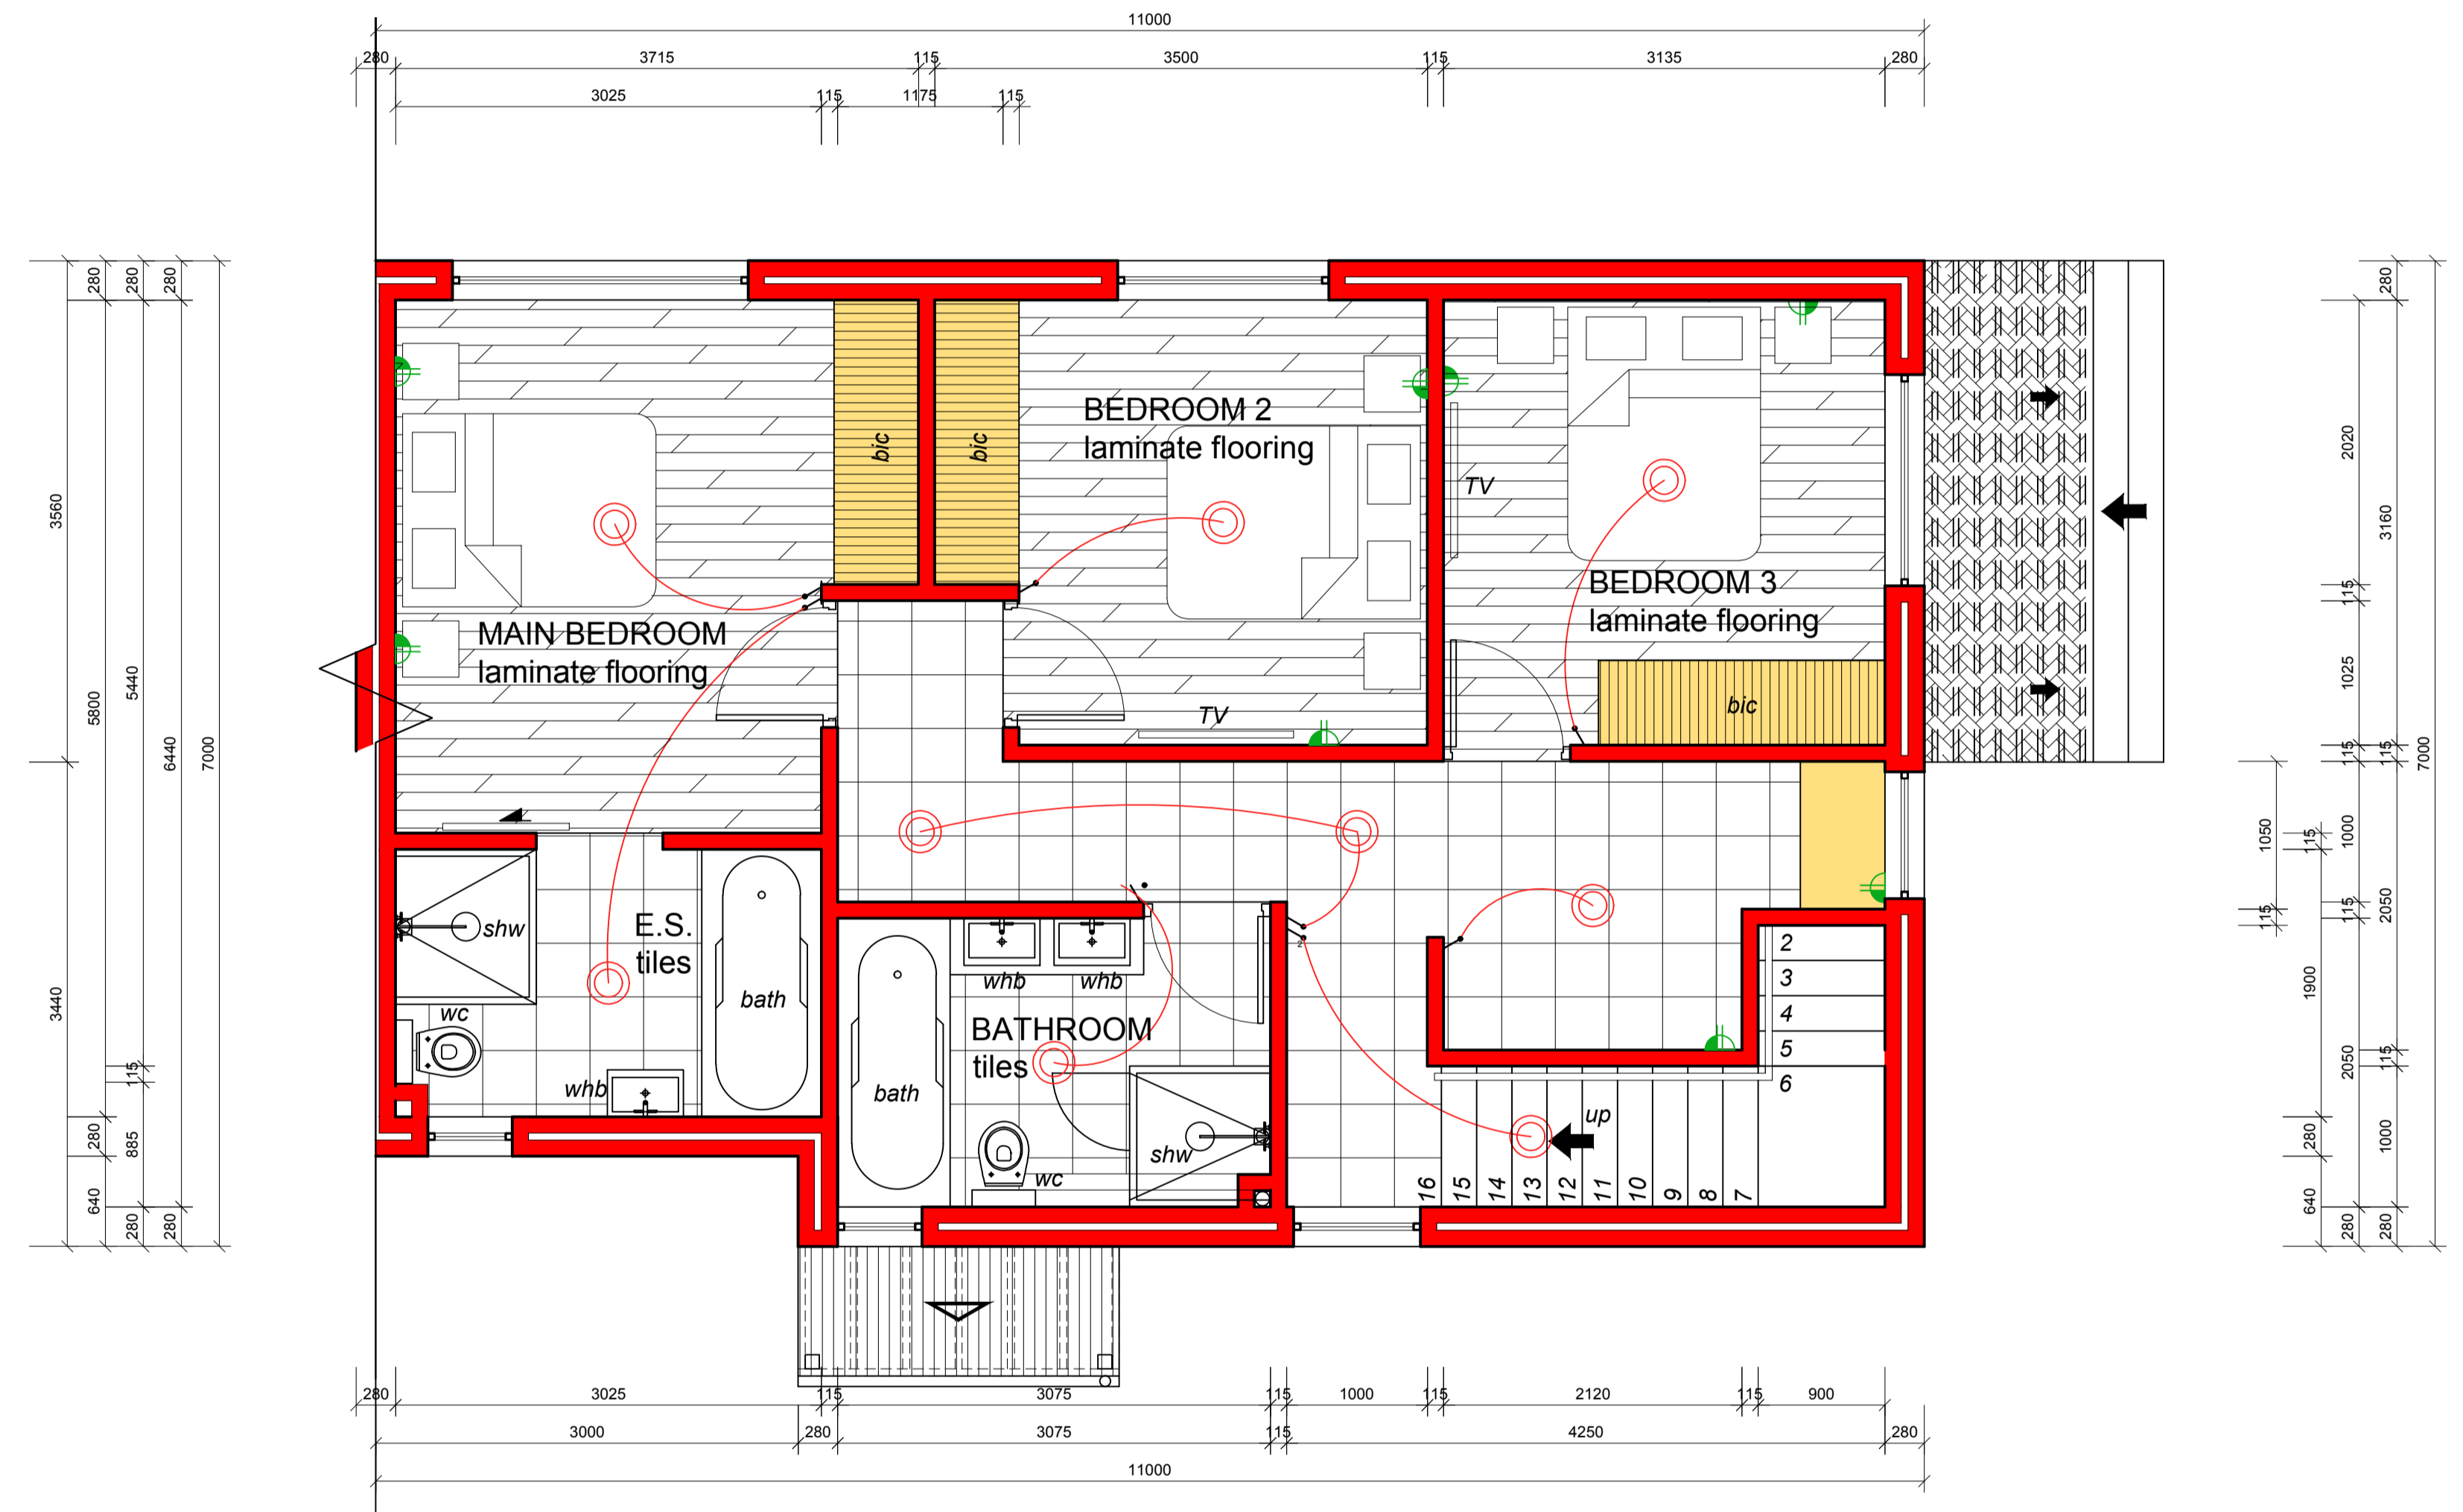 11000
280 3715 115 3500 115 3135 280
3025 115 1175 115
280 280 280
280
bic bic
BEDROOM 2
laminate flooring
2020
TV
3560
3160
BEDROOM 3
laminate flooring
115
115
MAIN BEDROOM
laminate flooring
5440
1025
5800
bic
TV
6440 7000
115 115 7000
1050 115 1000
2050
115 115
E.S.
tiles
shw
2
whb whb
bath
wc
BATHROOM
tiles
2
3
4
5
6
1900
3440
2050 115
115
whb
bath
up
shw
wc
280 885
280
1000
640
280 280
16 15 14 13 12 11 10 9 8 7
640
280 280
280 3025 115 3075 115 1000 115 2120 115 900
3000 280 3075 115 4250 280
11000